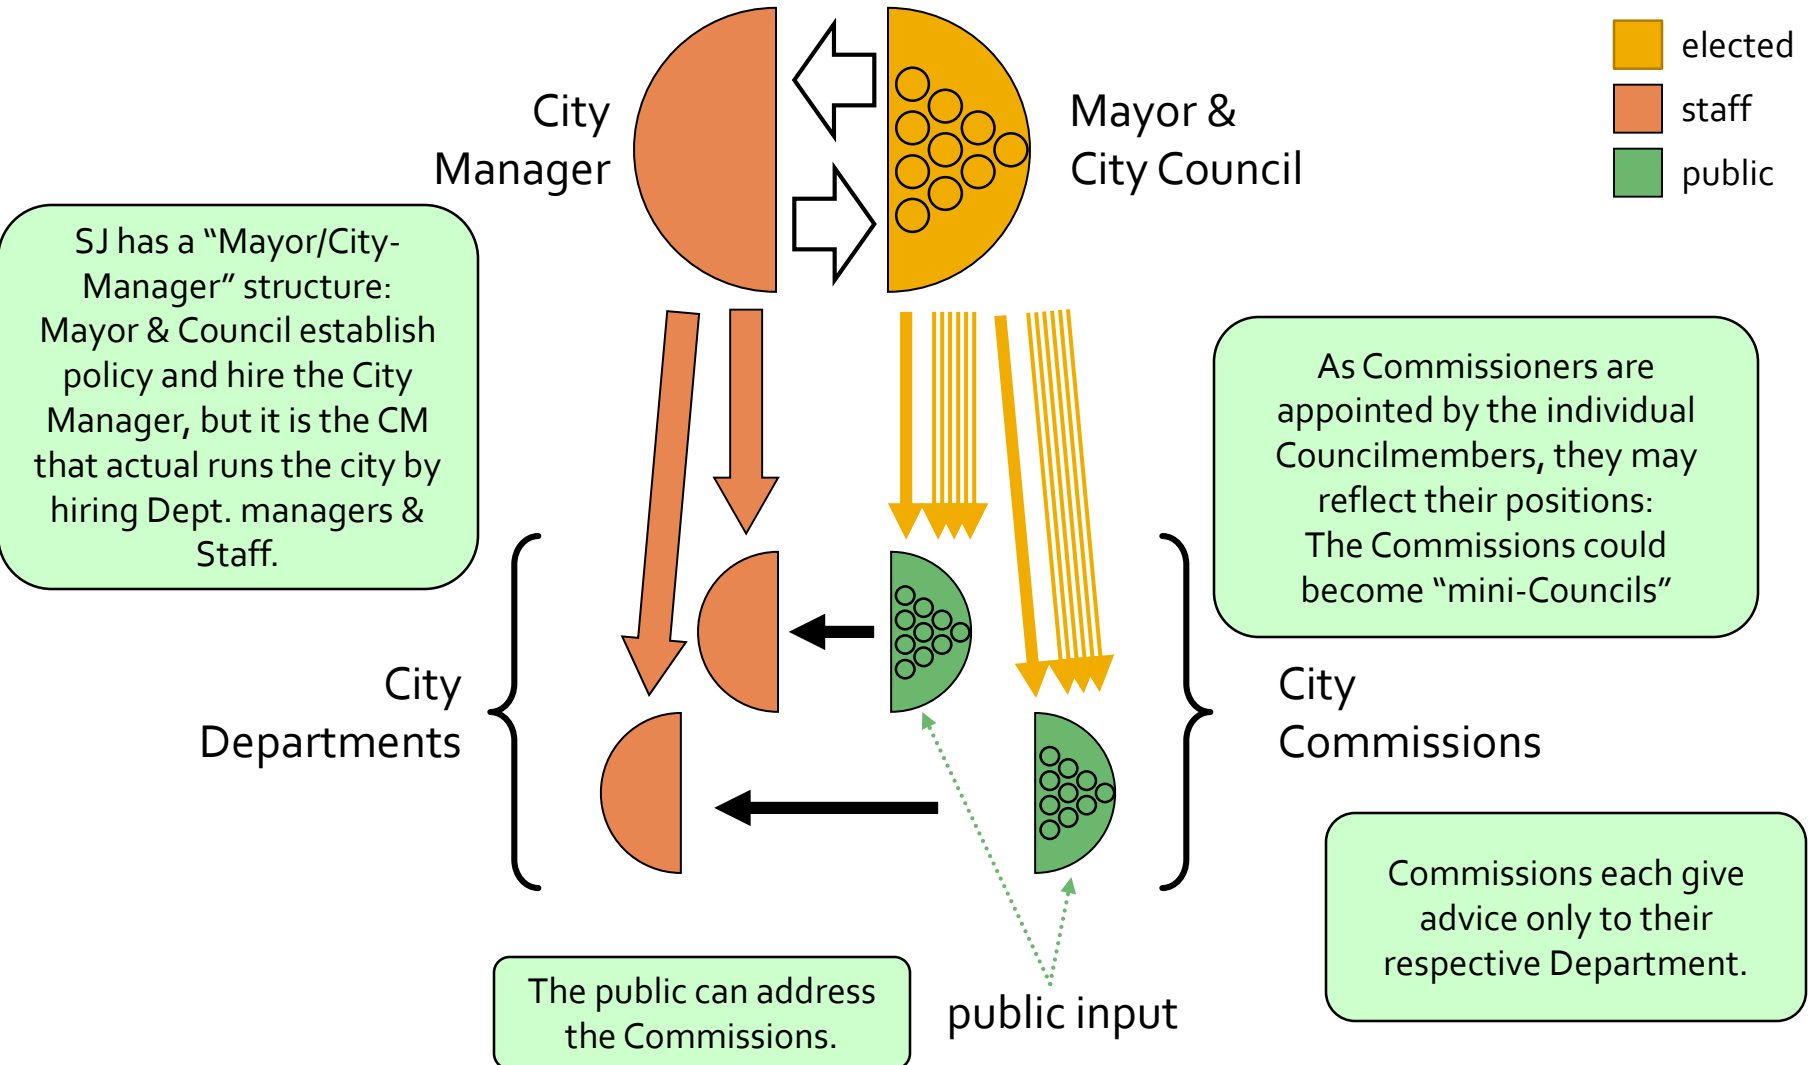 City
Manager
Mayor &
City Council
elected
staff
public
SJ has a “Mayor/City-
Manager” structure:
Mayor & Council establish
policy and hire the City
Manager, but it is the CM
that actual runs the city by
hiring Dept. managers &
Staff.
As Commissioners are
appointed by the individual
Councilmembers, they may
reflect their positions:
The Commissions could
become “mini-Councils”
City
Departments
City
Commissions
Commissions each give
advice only to their
respective Department.
The public can address
the Commissions.
public input